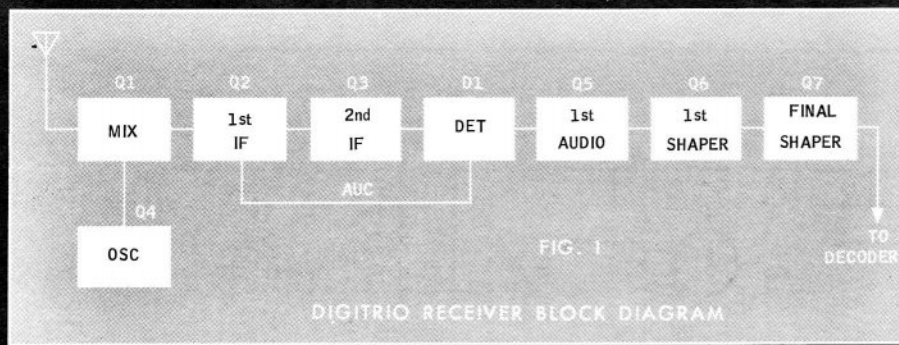 Q1
Q2
Q3
D1
Q5
Q6
Q7
MIX
1st
IF
2nd
IF
DET
1st
AUDIO
1st
SHAPER
FINAL
SHAPER
AUC
Q4
OSC
FIG. 1
TO
DECODER
DIGITRIO RECEIVER BLOCK DIAGRAM